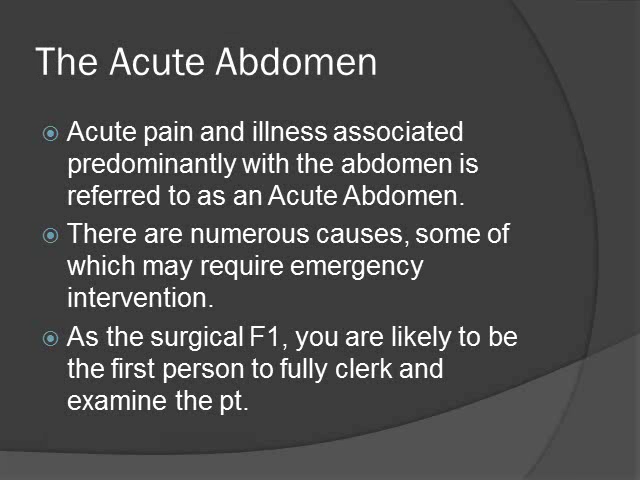 The Acute Abdomen
Acute pain and illness associated
predominantly with the abdomen is
referred to as an Acute Abdomen.
There are numerous causes, some of
which may require emergency
intervention.
As the surgical F1, you are likely to be
the first person to fully clerk and
examine the pt.